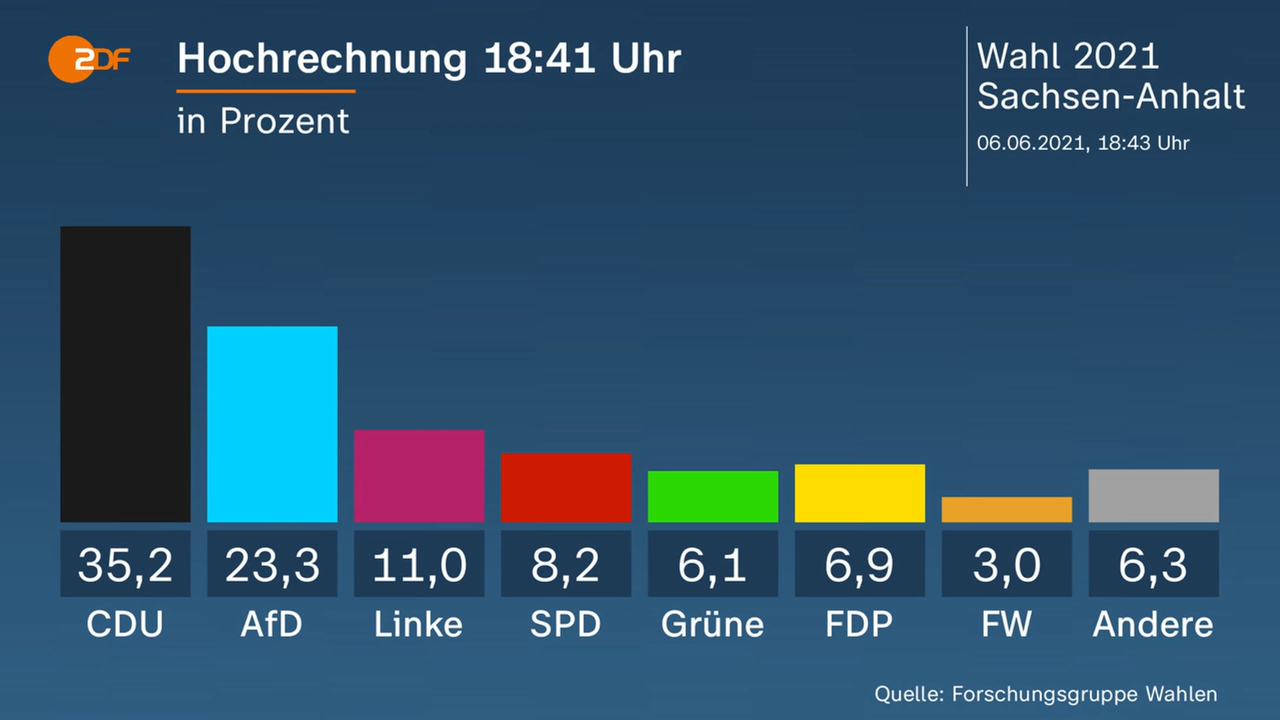 ZDF
Hochrechnung 18:41 Uhr
in Prozent
Wahl 2021
Sachsen-Anhalt
06.06.2021, 18:43 Uhr
35,2 23,3 11,0 8,2 6,1 6,9 3,0 6,3
CDU AfD Linke SPD Grüne FDP FW Andere
Quelle: Forschungsgruppe Wahlen